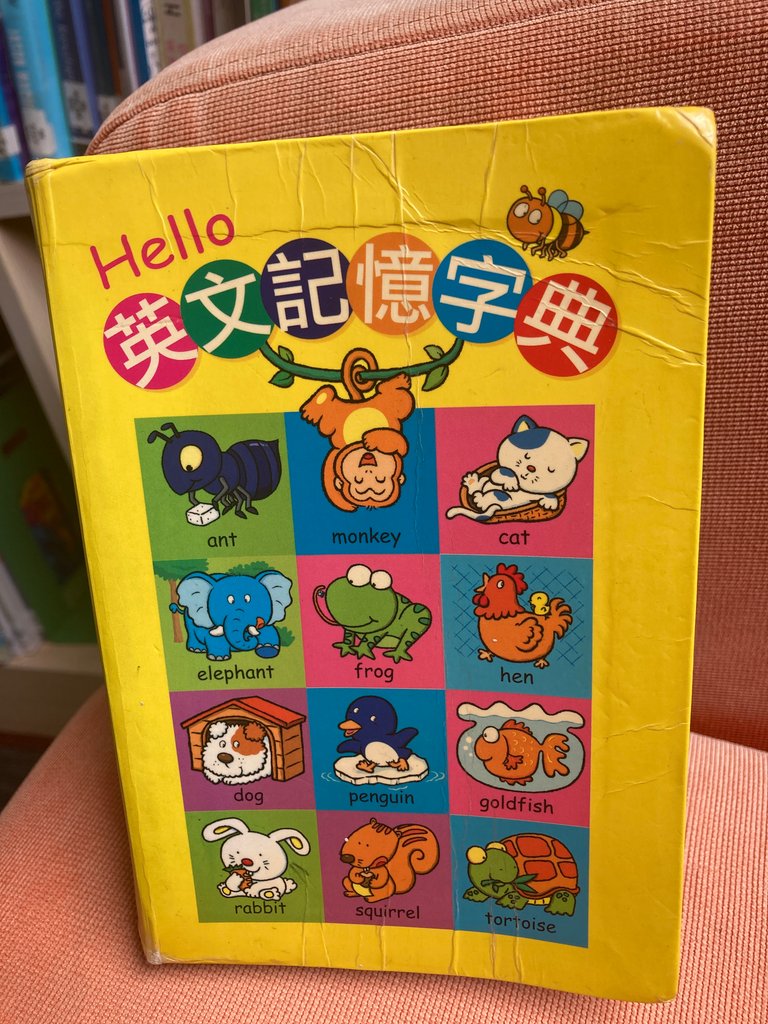 Hello
英文記憶字典
ant monkey cat
elephant frog hen
dog penguin goldfish
rabbit squirrel tortoise